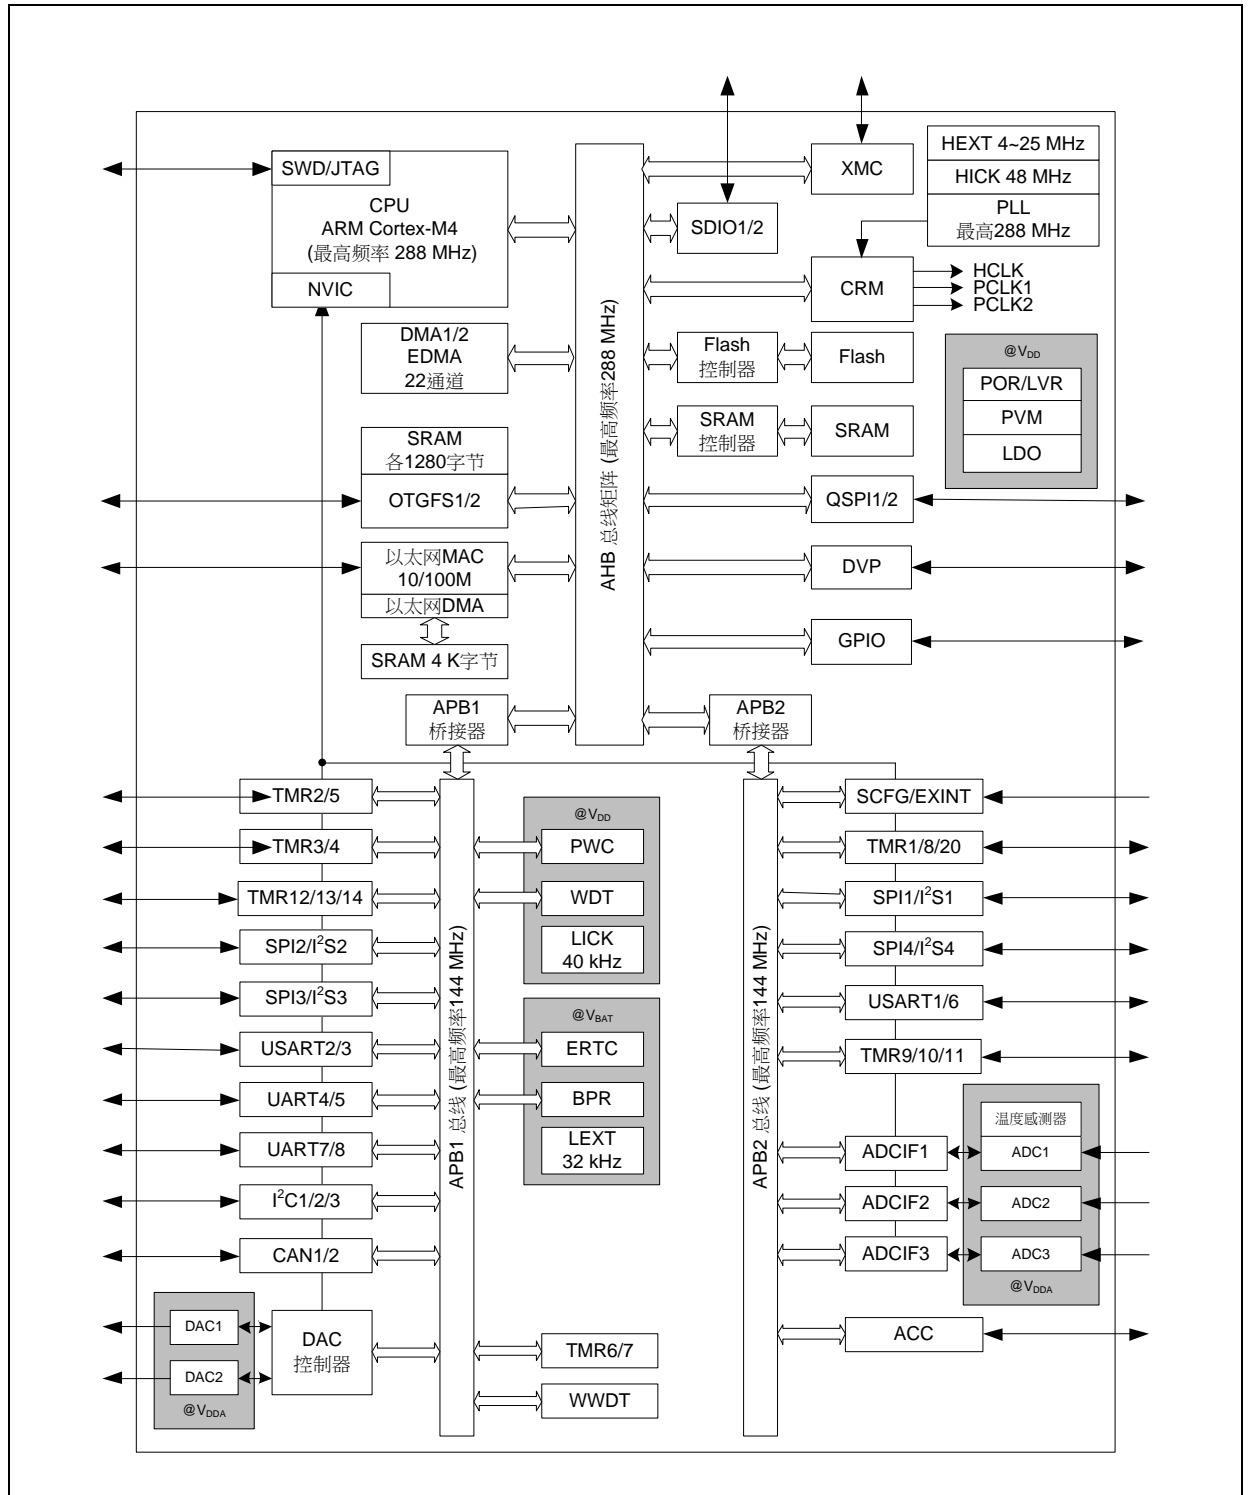 SWD/JTAG
CPU
ARM Cortex-M4
(最高频率 288 MHz)
NVIC
DMA1/2
EDMA
22通道
SRAM
各1280字节
OTGFS1/2
以太网MAC
10/100M
以太网DMA
SRAM 4 K字节
APB1
桥接器
AHB 总线矩阵 (最高频率288 MHz)
XMC
SDIO1/2
HEXT 4~25 MHz
HICK 48 MHz
PLL
最高288 MHz
CRM
HCLK
PCLK1
PCLK2
Flash
控制器
Flash
SRAM
控制器
SRAM
@VDD
POR/LVR
PVM
LDO
QSPI1/2
DVP
GPIO
APB2
桥接器
TMR2/5
TMR3/4
TMR12/13/14
SPI2/I²S2
SPI3/I²S3
USART2/3
UART4/5
UART7/8
I²C1/2/3
CAN1/2
DAC1
DAC2
@VDDA
DAC
控制器
APB1 总线 (最高频率144 MHz)
@VDD
PWC
WDT
LICK
40 kHz
@VBAT
ERTC
BPR
LEXT
32 kHz
TMR6/7
WWDT
APB2 总线 (最高频率144 MHz)
SCFG/EXINT
TMR1/8/20
SPI1/I²S1
SPI4/I²S4
USART1/6
TMR9/10/11
ADCIF1
ADCIF2
ADCIF3
温度感测器
ADC1
ADC2
ADC3
@VDDA
ACC